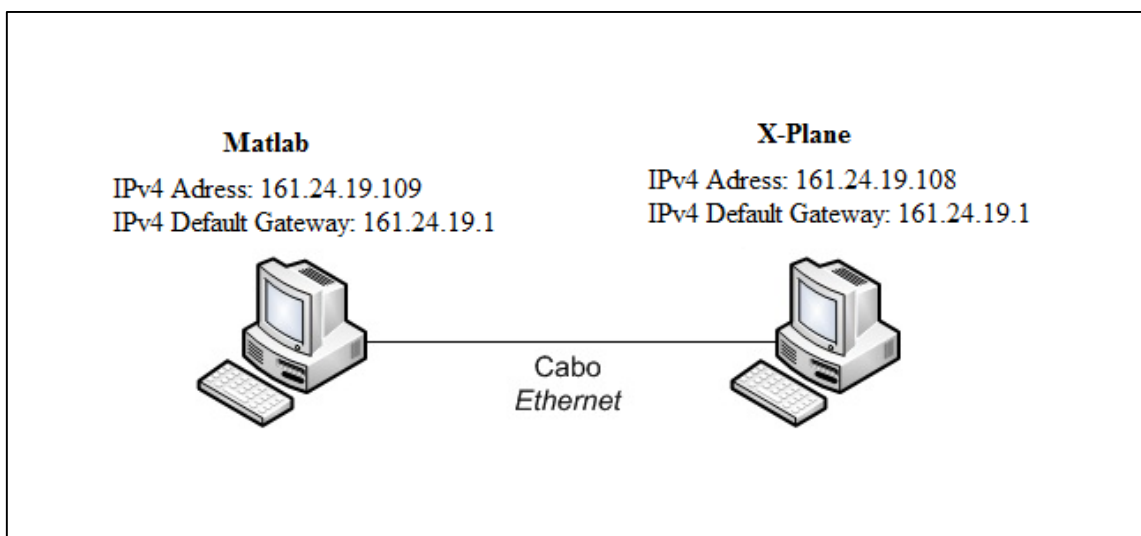 Matlab
IPv4 Adress: 161.24.19.109
IPv4 Default Gateway: 161.24.19.1
X-Plane
IPv4 Adress: 161.24.19.108
IPv4 Default Gateway: 161.24.19.1
Cabo
Ethernet